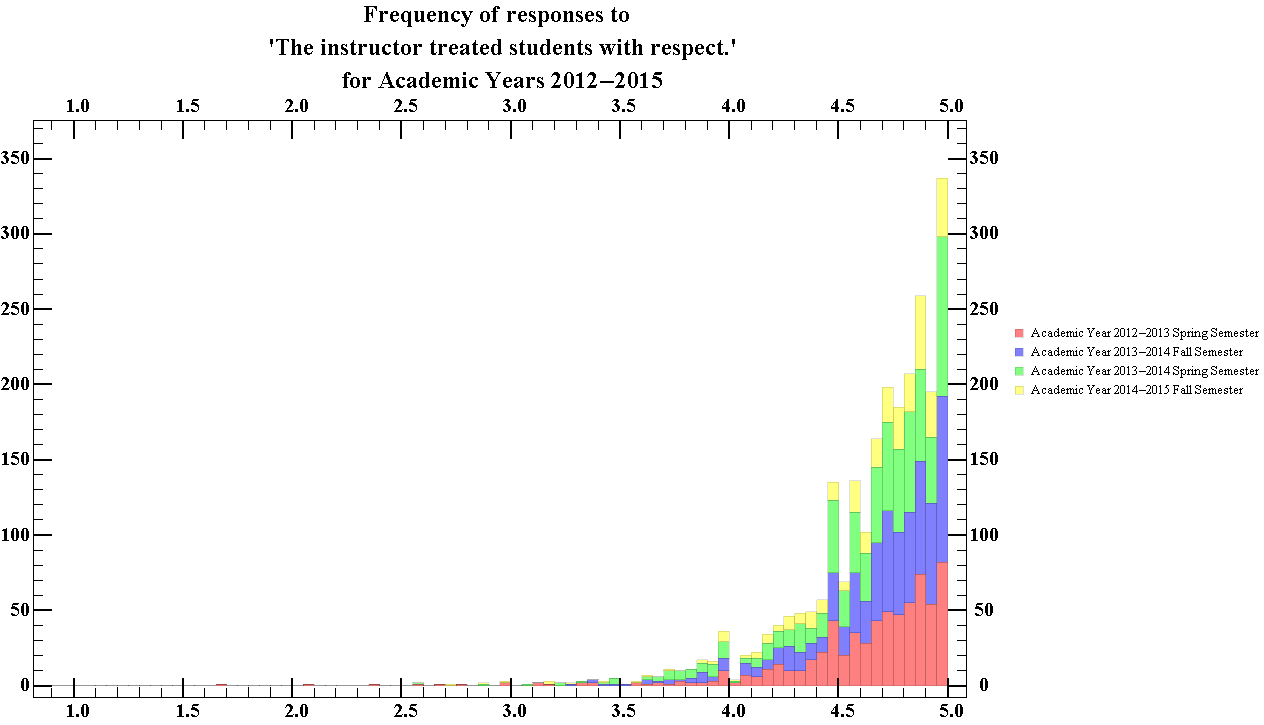 Frequency of responses to
'The instructor treated students with respect.'
for Academic Years 2012–2015
1.0 1.5 2.0 2.5 3.0 3.5 4.0 4.5 5.0
350 350
300 300
250 250
Academic Year 2012–2013 Spring Semester
Academic Year 2013–2014 Fall Semester
Academic Year 2013–2014 Spring Semester
200 200
Academic Year 2014–2015 Fall Semester
150 150
100 100
50 50
0 0
1.0 1.5 2.0 2.5 3.0 3.5 4.0 4.5 5.0